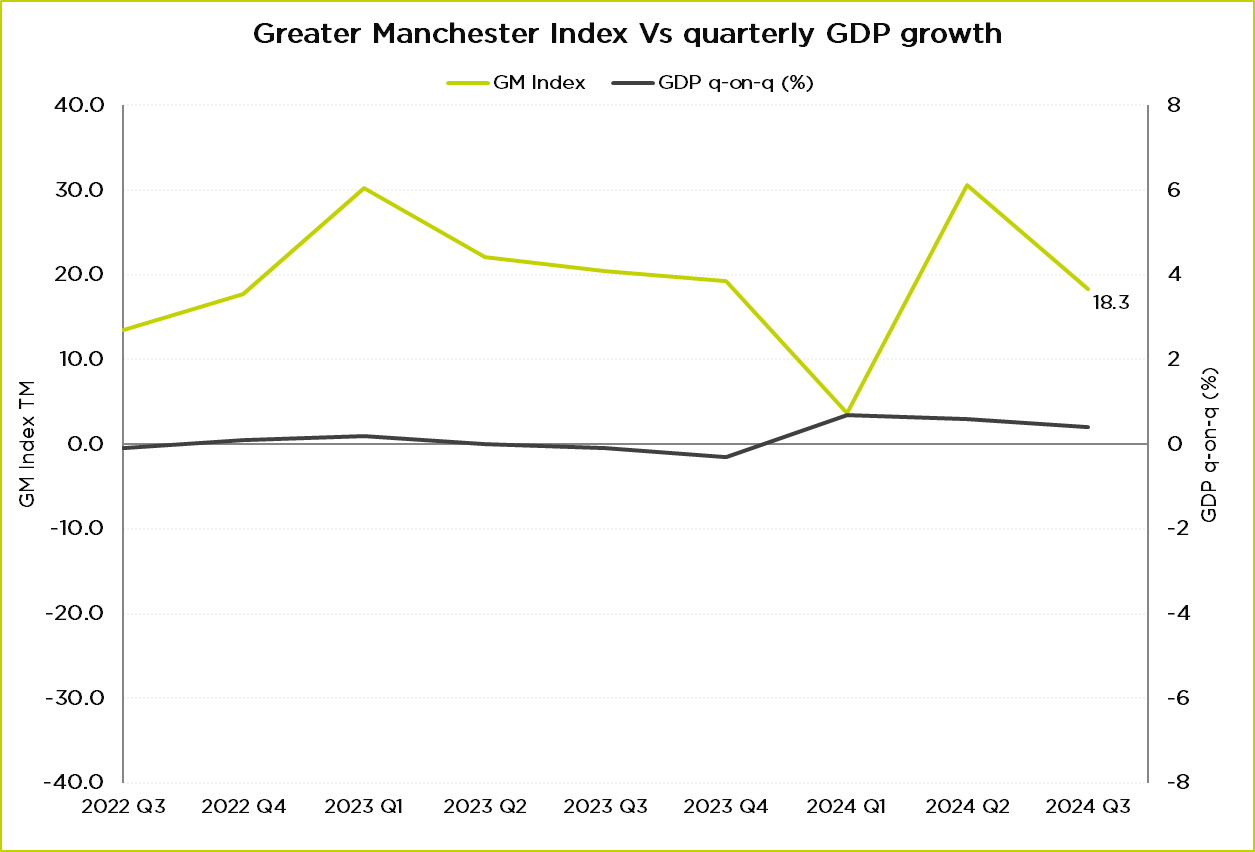 Greater Manchester Index Vs quarterly GDP growth
GM Index GDP q-on-q (%)
40.0 8
30.0 6
20.0 4
18.3
10.0 2
0.0 0
-10.0 -2
-20.0 -4
-30.0 -6
-40.0 -8
GM Index TM
GDP q-on-q (%)
2022 Q3 2022 Q4 2023 Q1 2023 Q2 2023 Q3 2023 Q4 2024 Q1 2024 Q2 2024 Q3